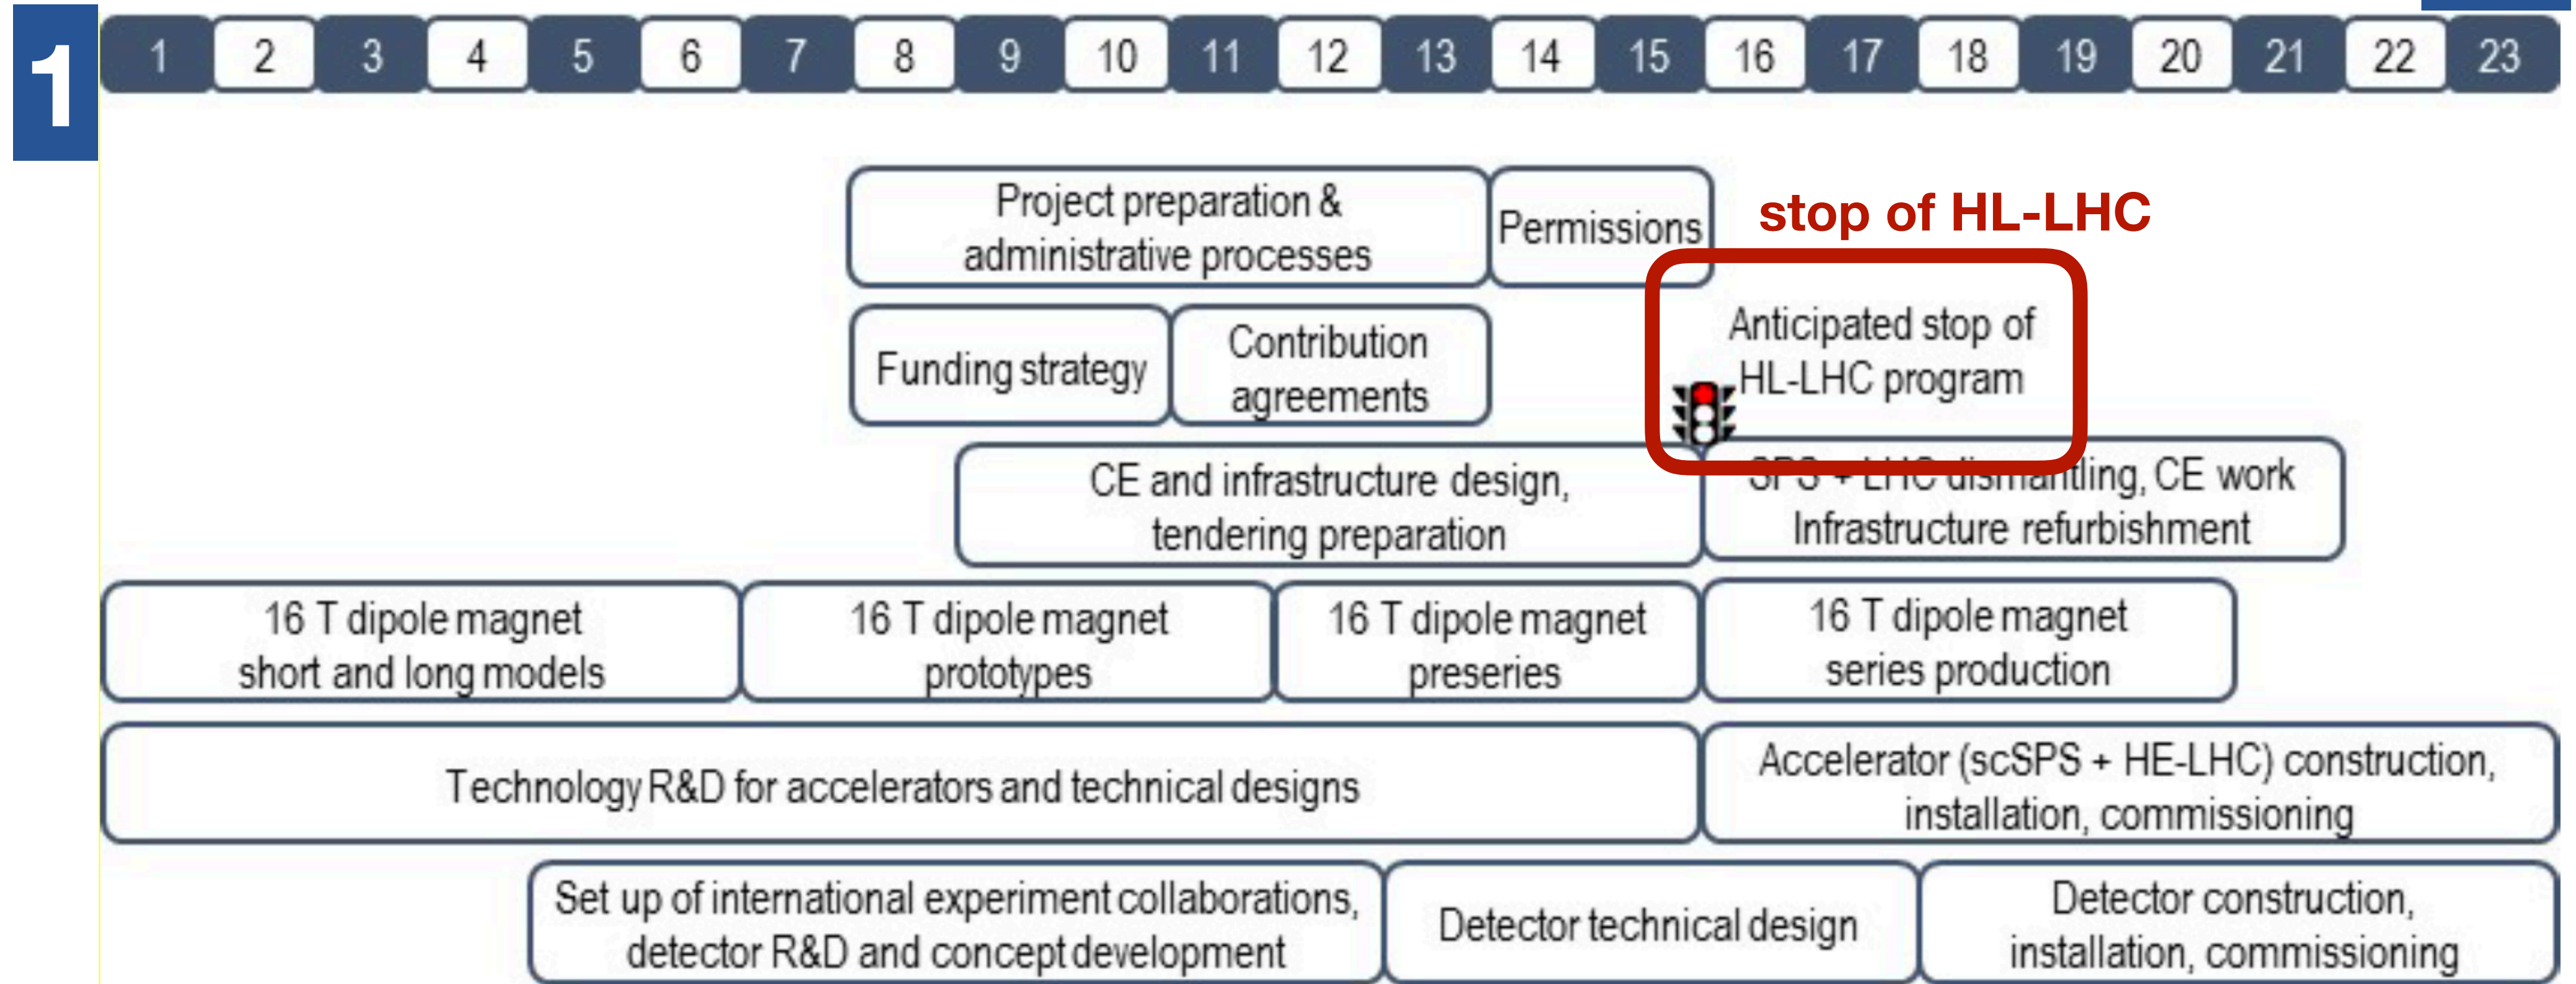 1
1 2 3 4 5 6 7 8 9 10 11 12 13 14 15 16 17 18 19 20 21 22 23
Project preparation &
administrative processes
Permissions
stop of HL-LHC
Funding strategy
Contribution
agreements
Anticipated stop of
HL-LHC program
CE and infrastructure design,
tendering preparation
SPS + LHC dismantling, CE work
Infrastructure refurbishment
16 T dipole magnet
short and long models
16 T dipole magnet
prototypes
16 T dipole magnet
preseries
16 T dipole magnet
series production
Technology R&D for accelerators and technical designs
Accelerator (scSPS + HE-LHC) construction,
installation, commissioning
Set up of international experiment collaborations,
detector R&D and concept development
Detector technical design
Detector construction,
installation, commissioning